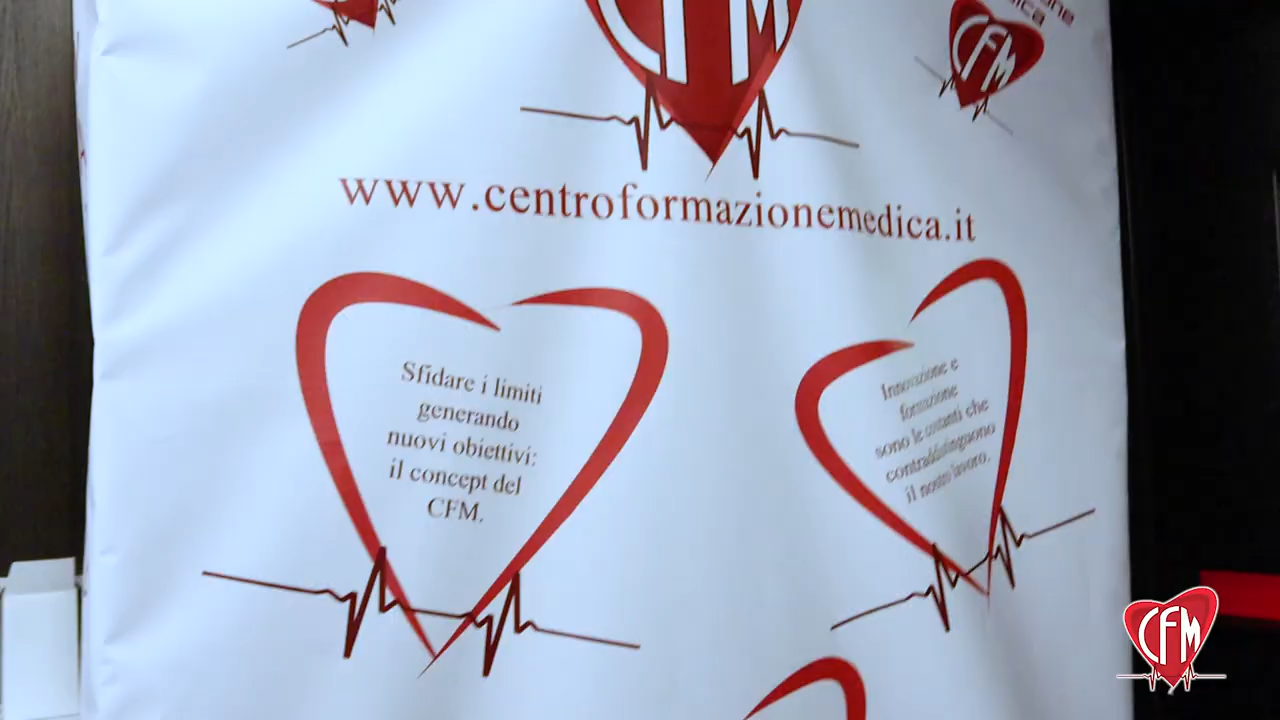 CFM
CFM
www.centroformazionemedica.it
Sfidare i limiti
generando
nuovi obiettivi:
il concept del
CFM.
Innovazione e
formazione
sono le costanti che
contraddistinguono
il nostro lavoro.
CFM